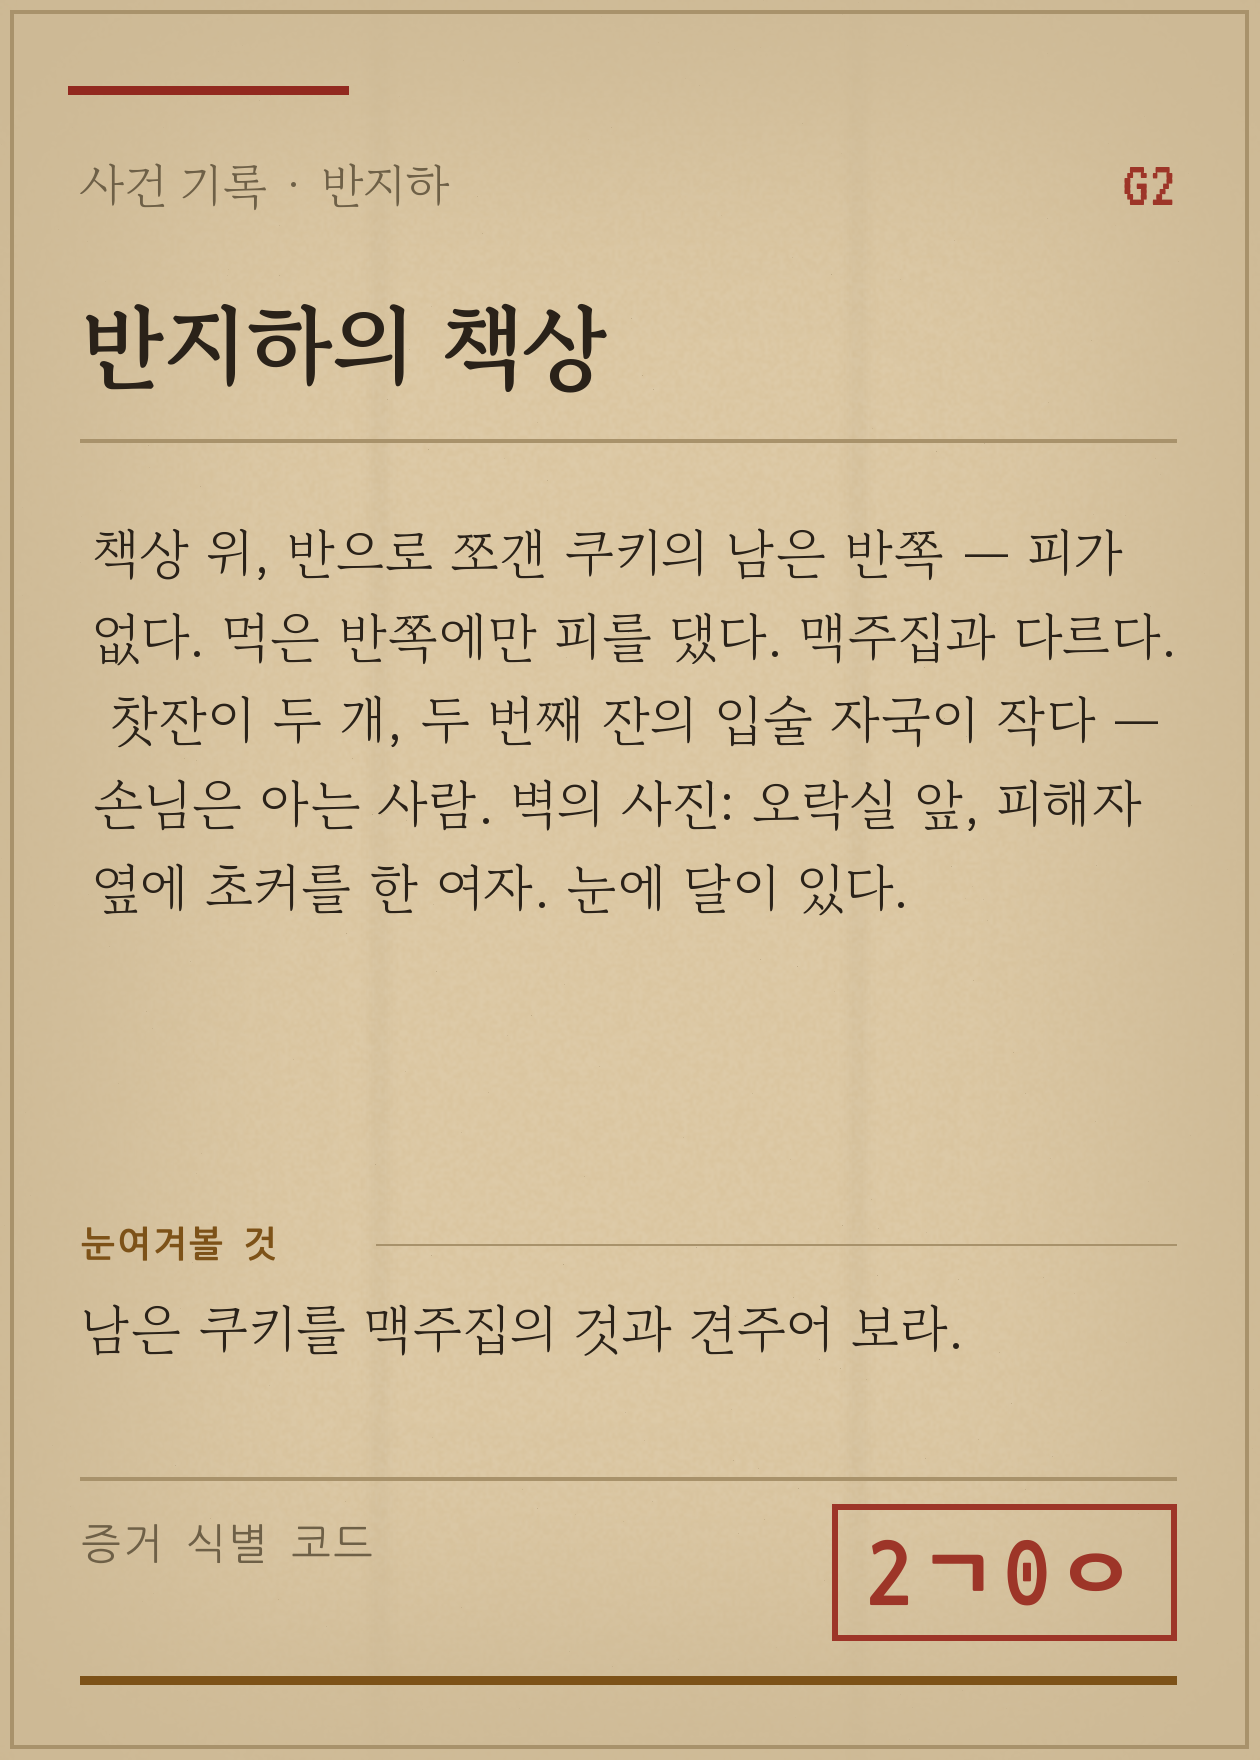 사건 기록 · 반지하
G2
반지하의 책상
책상 위, 반으로 쪼갠 쿠키의 남은 반쪽 — 피가
없다. 먹은 반쪽에만 피를 댔다. 맥주집과 다르다.
찻잔이 두 개, 두 번째 잔의 입술 자국이 작다 —
손님은 아는 사람. 벽의 사진: 오락실 앞, 피해자
옆에 초커를 한 여자. 눈에 달이 있다.
눈여겨볼 것
남은 쿠키를 맥주집의 것과 견주어 보라.
증거 식별 코드
2ㄱ0ㅇ